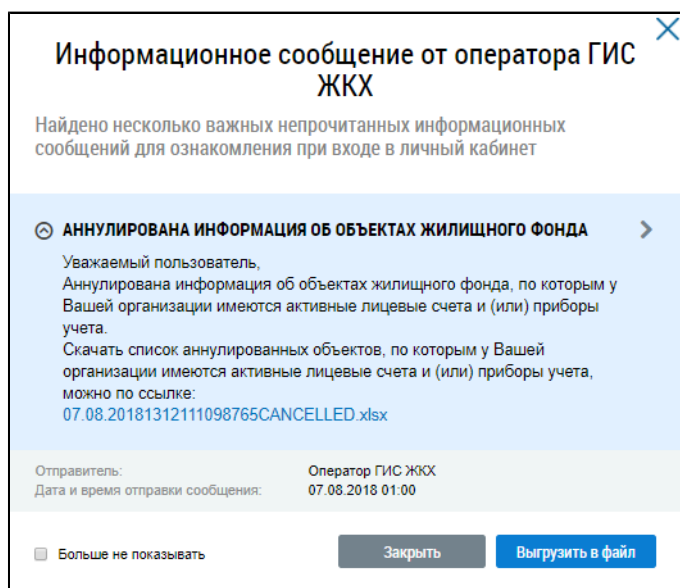 Информационное сообщение от оператора ГИС
ЖКХ
Найдено несколько важных непрочитанных информационных
сообщений для ознакомления при входе в личный кабинет
АННУЛИРОВАНА ИНФОРМАЦИЯ ОБ ОБЪЕКТАХ ЖИЛИЩНОГО ФОНДА
Уважаемый пользователь,
Аннулирована информация об объектах жилищного фонда, по которым у
Вашей организации имеются активные лицевые счета и (или) приборы
учета.
Скачать список аннулированных объектов, по которым у Вашей
организации имеются активные лицевые счета и (или) приборы учета,
можно по ссылке:
07.08.20181312111098765CANCELLED.xlsx
Отправитель: Оператор ГИС ЖКХ
Дата и время отправки сообщения: 07.08.2018 01:00
Больше не показывать Закрыть Выгрузить в файл